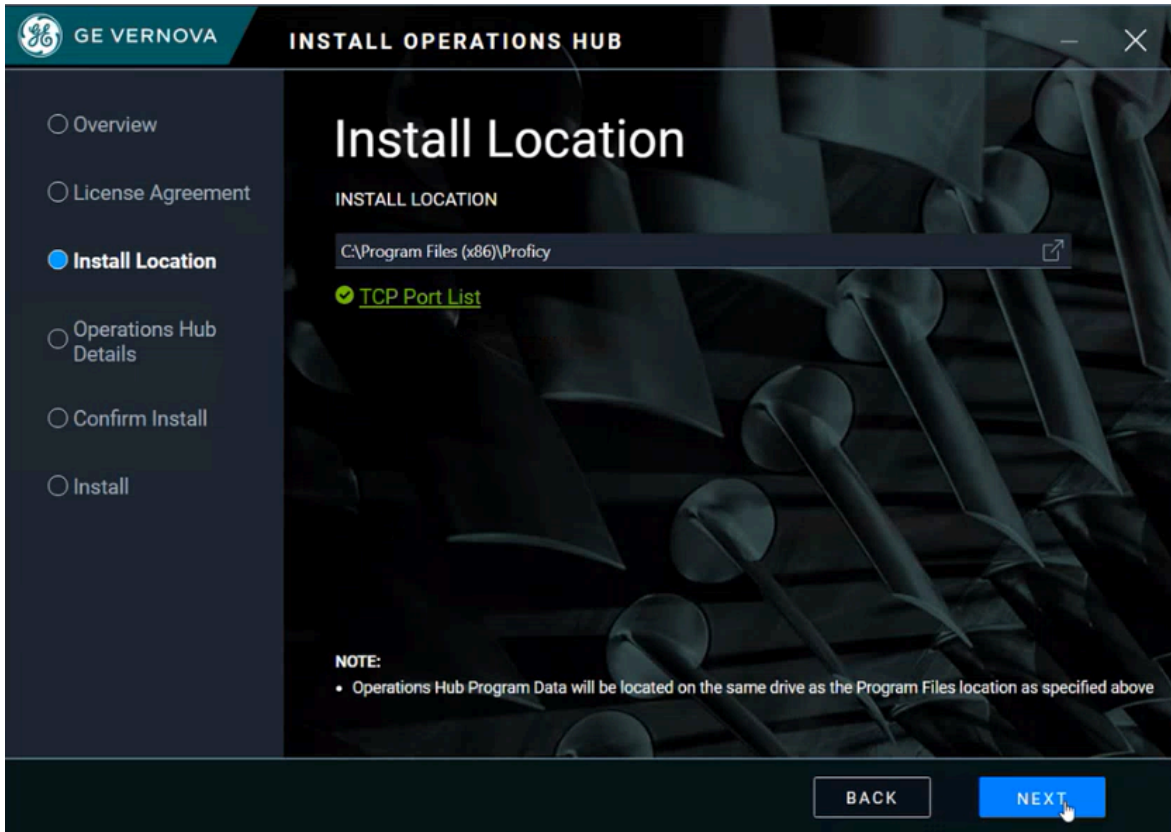 GE VERNOVA
INSTALL OPERATIONS HUB
Overview
License Agreement
Install Location
Operations Hub
Details
Confirm Install
Install
Install Location
INSTALL LOCATION
C:\Program Files (x86)\Proficy
TCP Port List
NOTE:
• Operations Hub Program Data will be located on the same drive as the Program Files location as specified above
BACK
NEXT